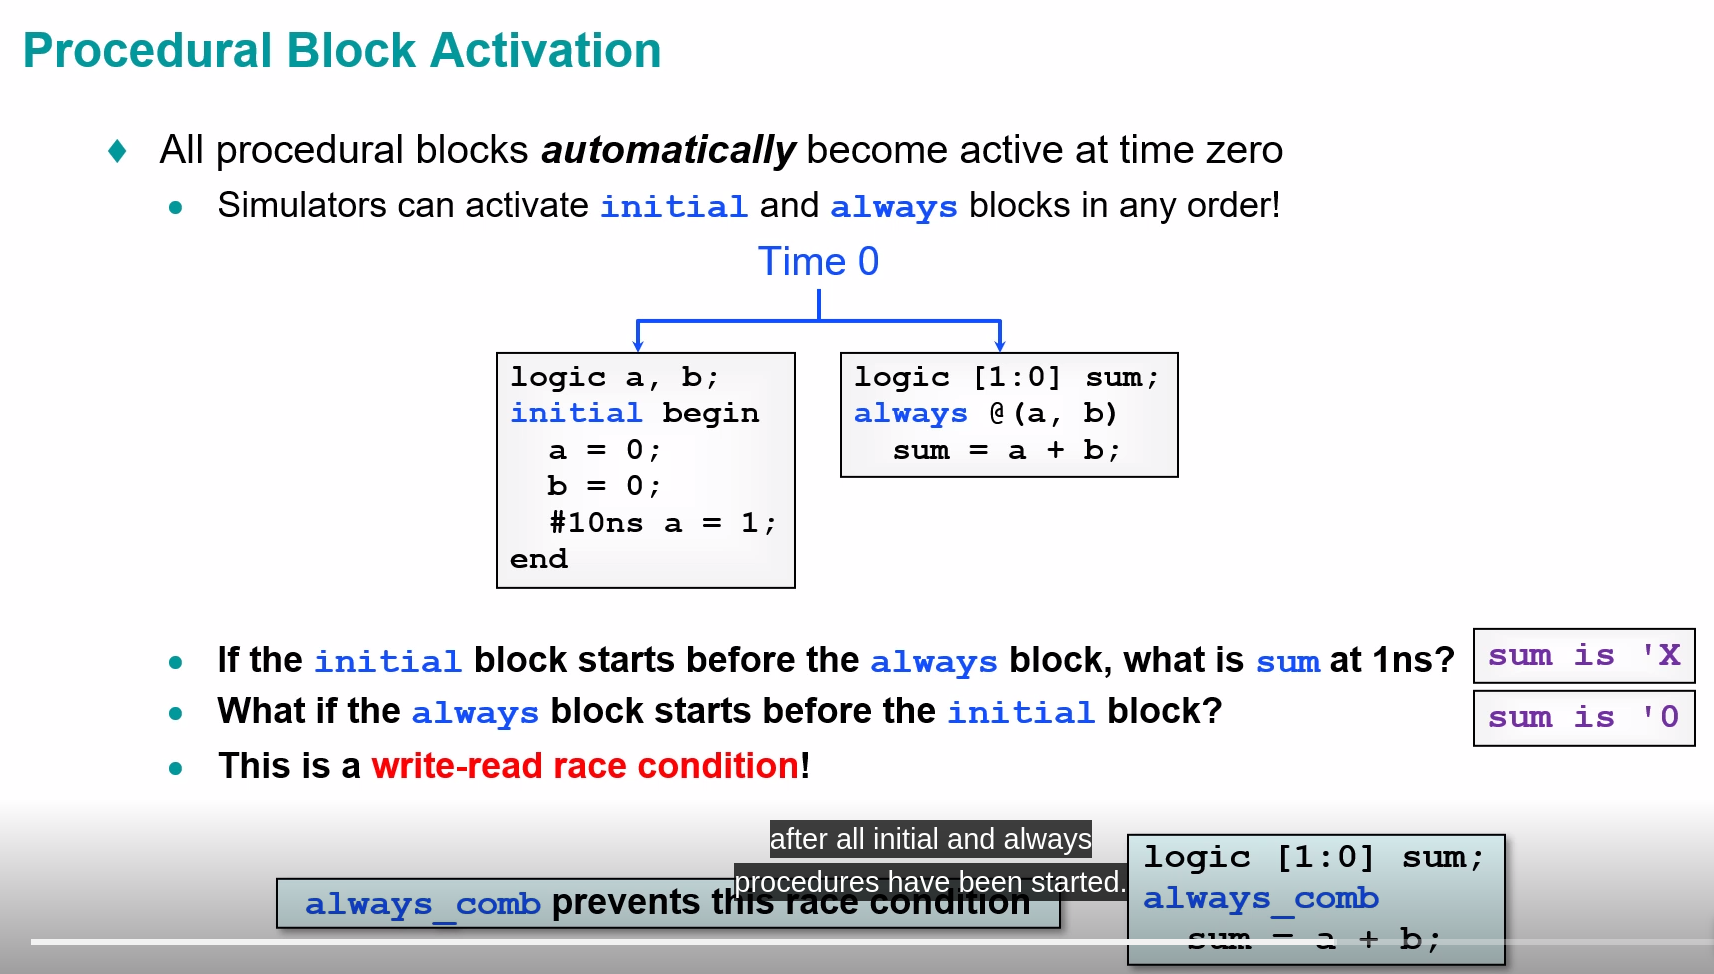 Procedural Block Activation
All procedural blocks automatically become active at time zero
Simulators can activate initial and always blocks in any order!
Time 0
logic a, b;
initial begin
a = 0;
b = 0;
#10ns a = 1;
end
logic [1:0] sum;
always @(a, b)
sum = a + b;
If the initial block starts before the always block, what is sum at 1ns?
sum is 'X
What if the always block starts before the initial block?
sum is '0
This is a write-read race condition!
after all initial and always
procedures have been started.
always_comb prevents this race condition
logic [1:0] sum;
always_comb
sum = a + b;